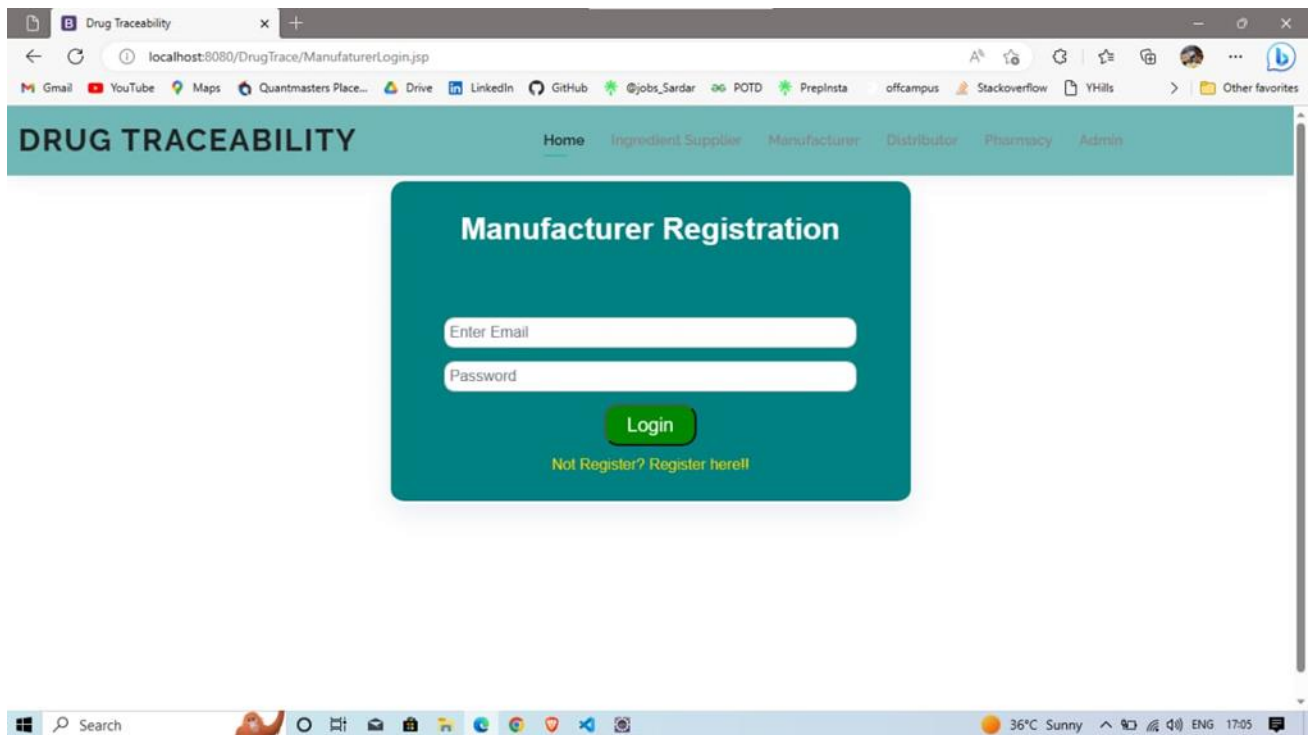 Drug Traceability
localhost:8080/DrugTrace/ManufaturerLogin.jsp
Gmail YouTube Maps Quantmasters Place... Drive LinkedIn GitHub @jobs_Sardar POTD PrepInsta offcampus Stackoverflow YHills Other favorites
DRUG TRACEABILITY Home Ingredient Supplier Manufacturer Distributor Pharmacy Admin
Manufacturer Registration
Enter Email
Password
Login
Not Register? Register here!!
Search 36°C Sunny ENG 17:05